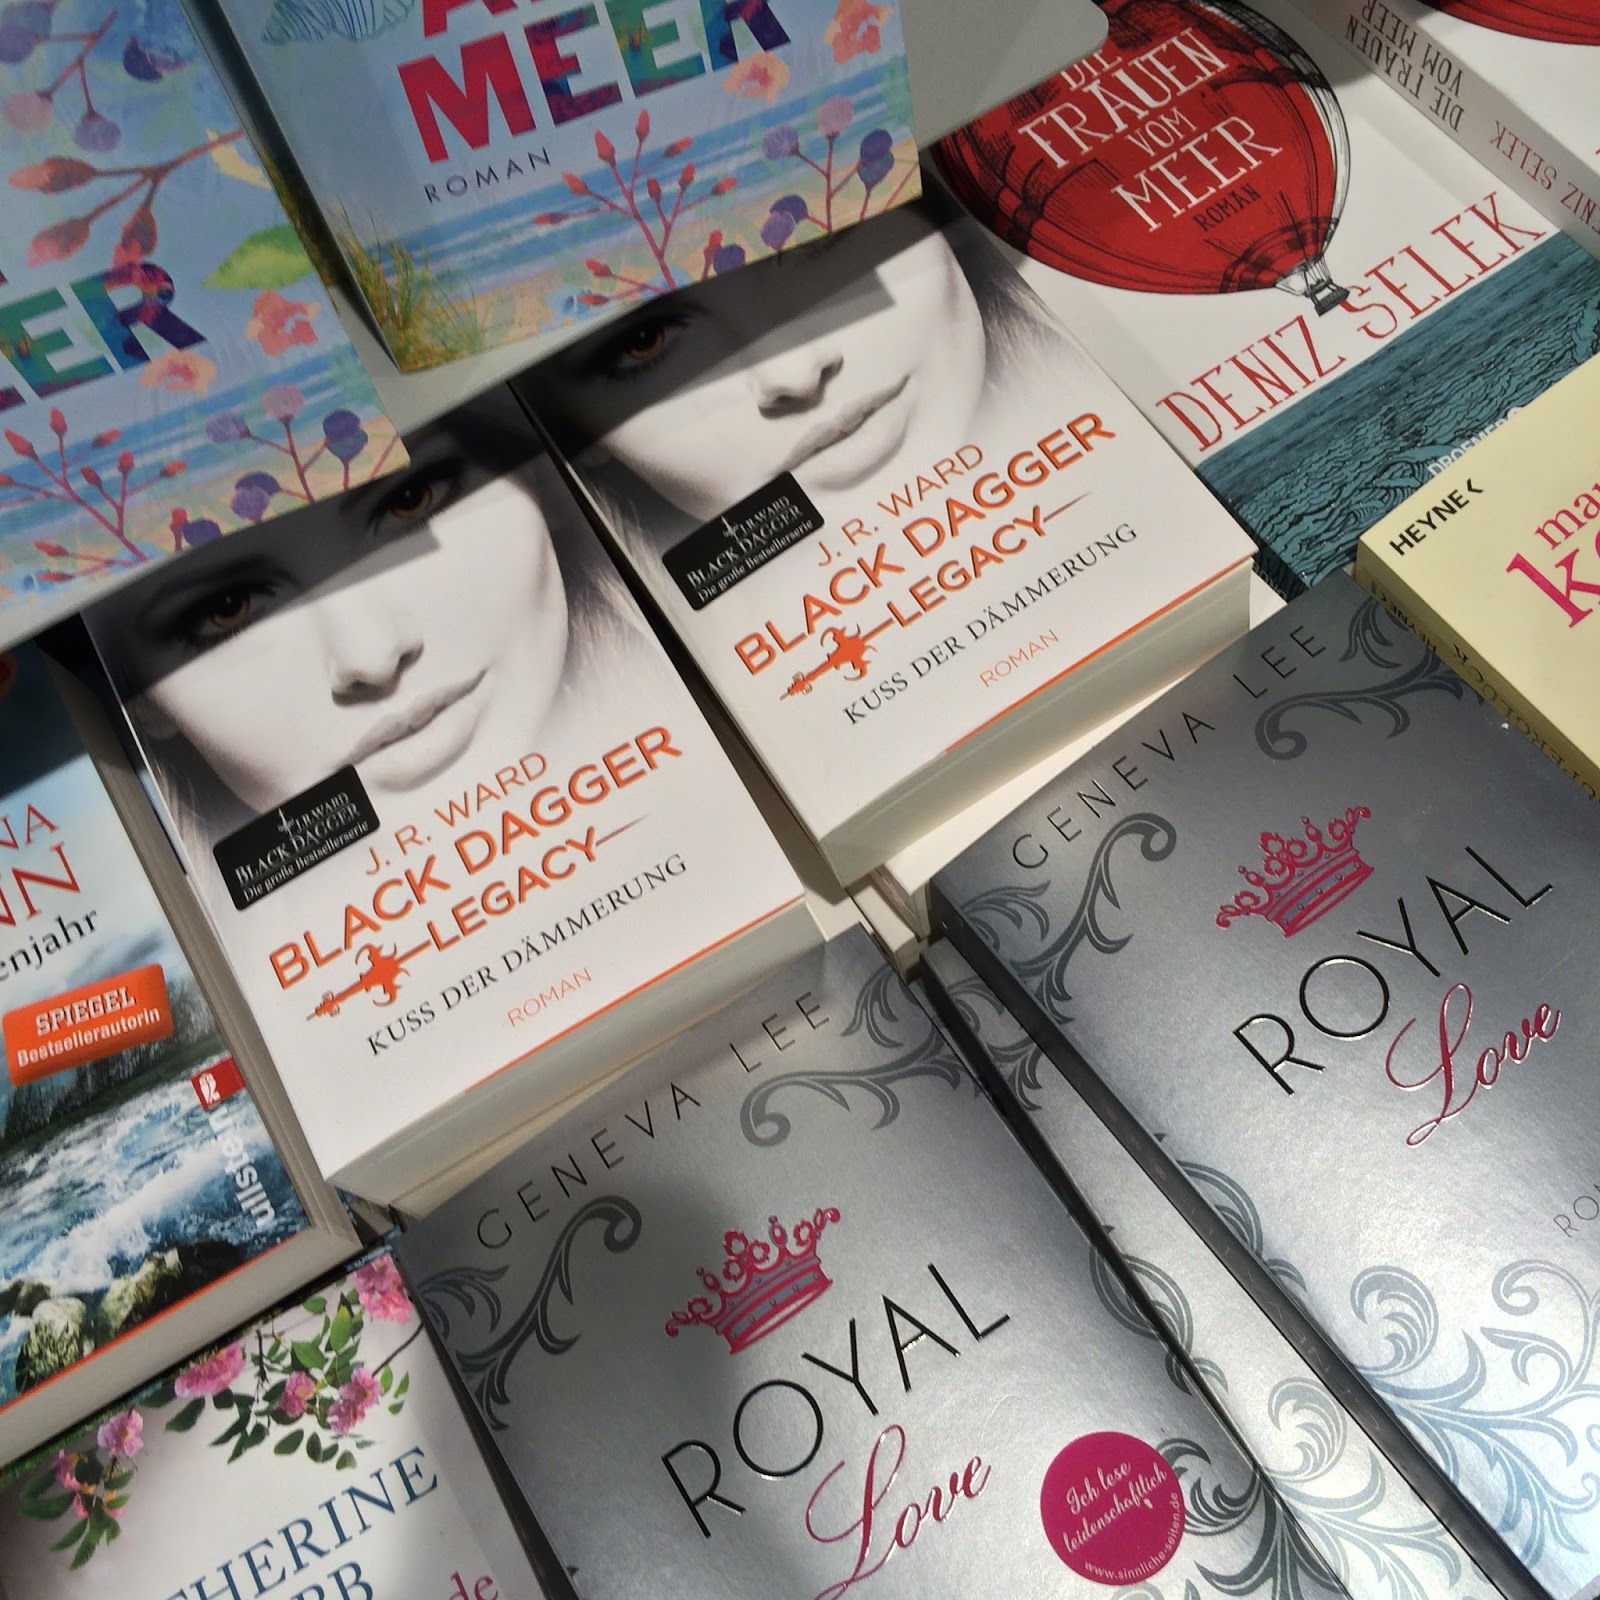 MEER
ROMAN
DIE
FRAUEN
VOM
MEER
ROMAN
DENIZ SELEK
DIE FRAUEN
VOM MEER
DENIZ SELEK
J. R. WARD
BLACK DAGGER
Die große Bestsellerserie
J. R. WARD
BLACK DAGGER
LEGACY
KUSS DER DÄMMERUNG
ROMAN
HEYNE
J. R. WARD
BLACK DAGGER
Die große Bestsellerserie
J. R. WARD
BLACK DAGGER
LEGACY
KUSS DER DÄMMERUNG
ROMAN
SPIEGEL
Bestsellerautorin
ullstein
GENEVA LEE
ROYAL
Love
GENEVA LEE
ROYAL
Love
Ich lese
leidenschaftlich
www.sinnliche-seiten.de